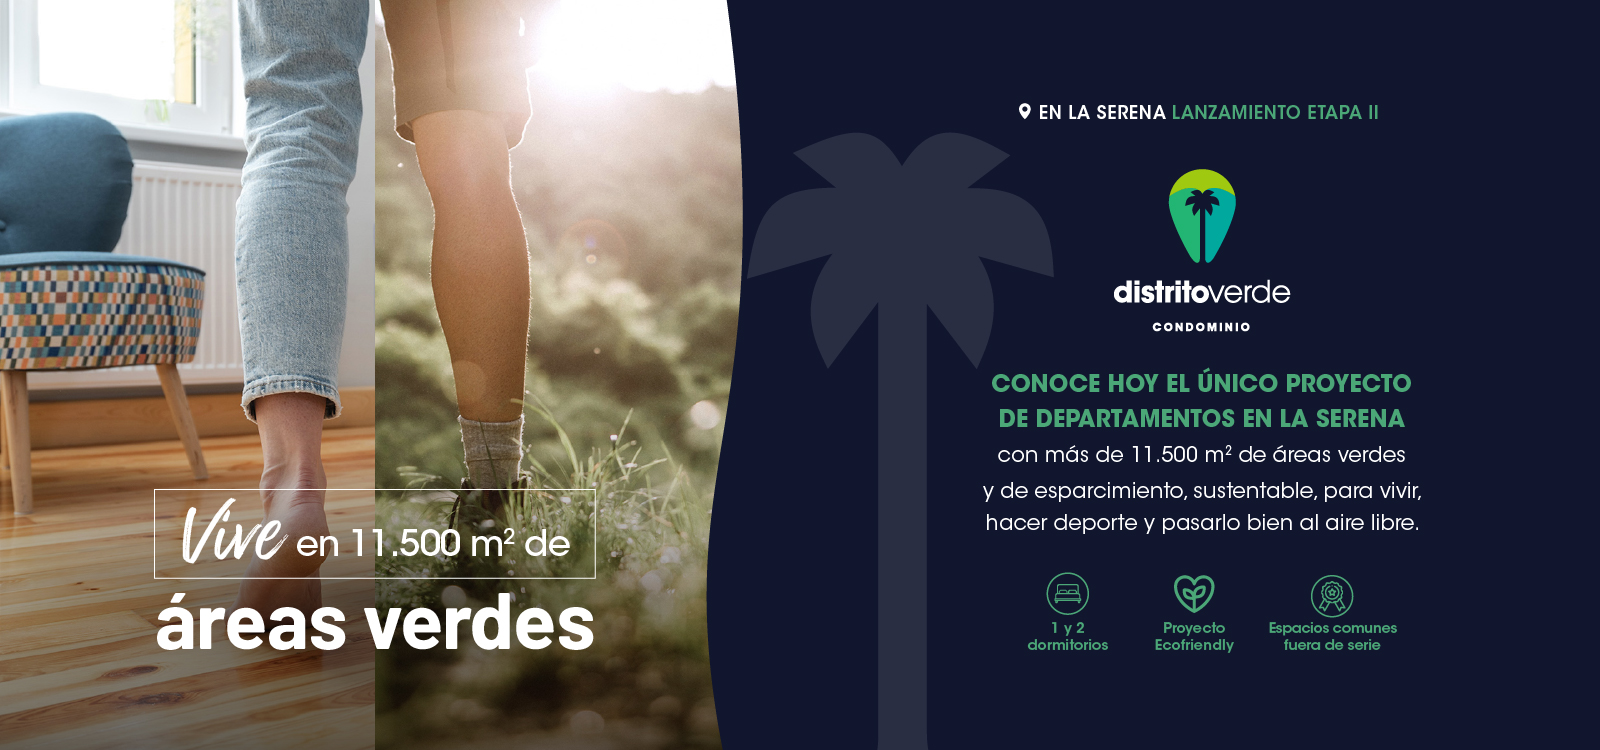 Vive en 11.500 m² de
áreas verdes
EN LA SERENA LANZAMIENTO ETAPA II
distritoverde
CONDOMINIO
CONOCE HOY EL ÚNICO PROYECTO
DE DEPARTAMENTOS EN LA SERENA
con más de 11.500 m² de áreas verdes
y de esparcimiento, sustentable, para vivir,
hacer deporte y pasarlo bien al aire libre.
1 y 2
dormitorios
Proyecto
Ecofriendly
Espacios comunes
fuera de serie